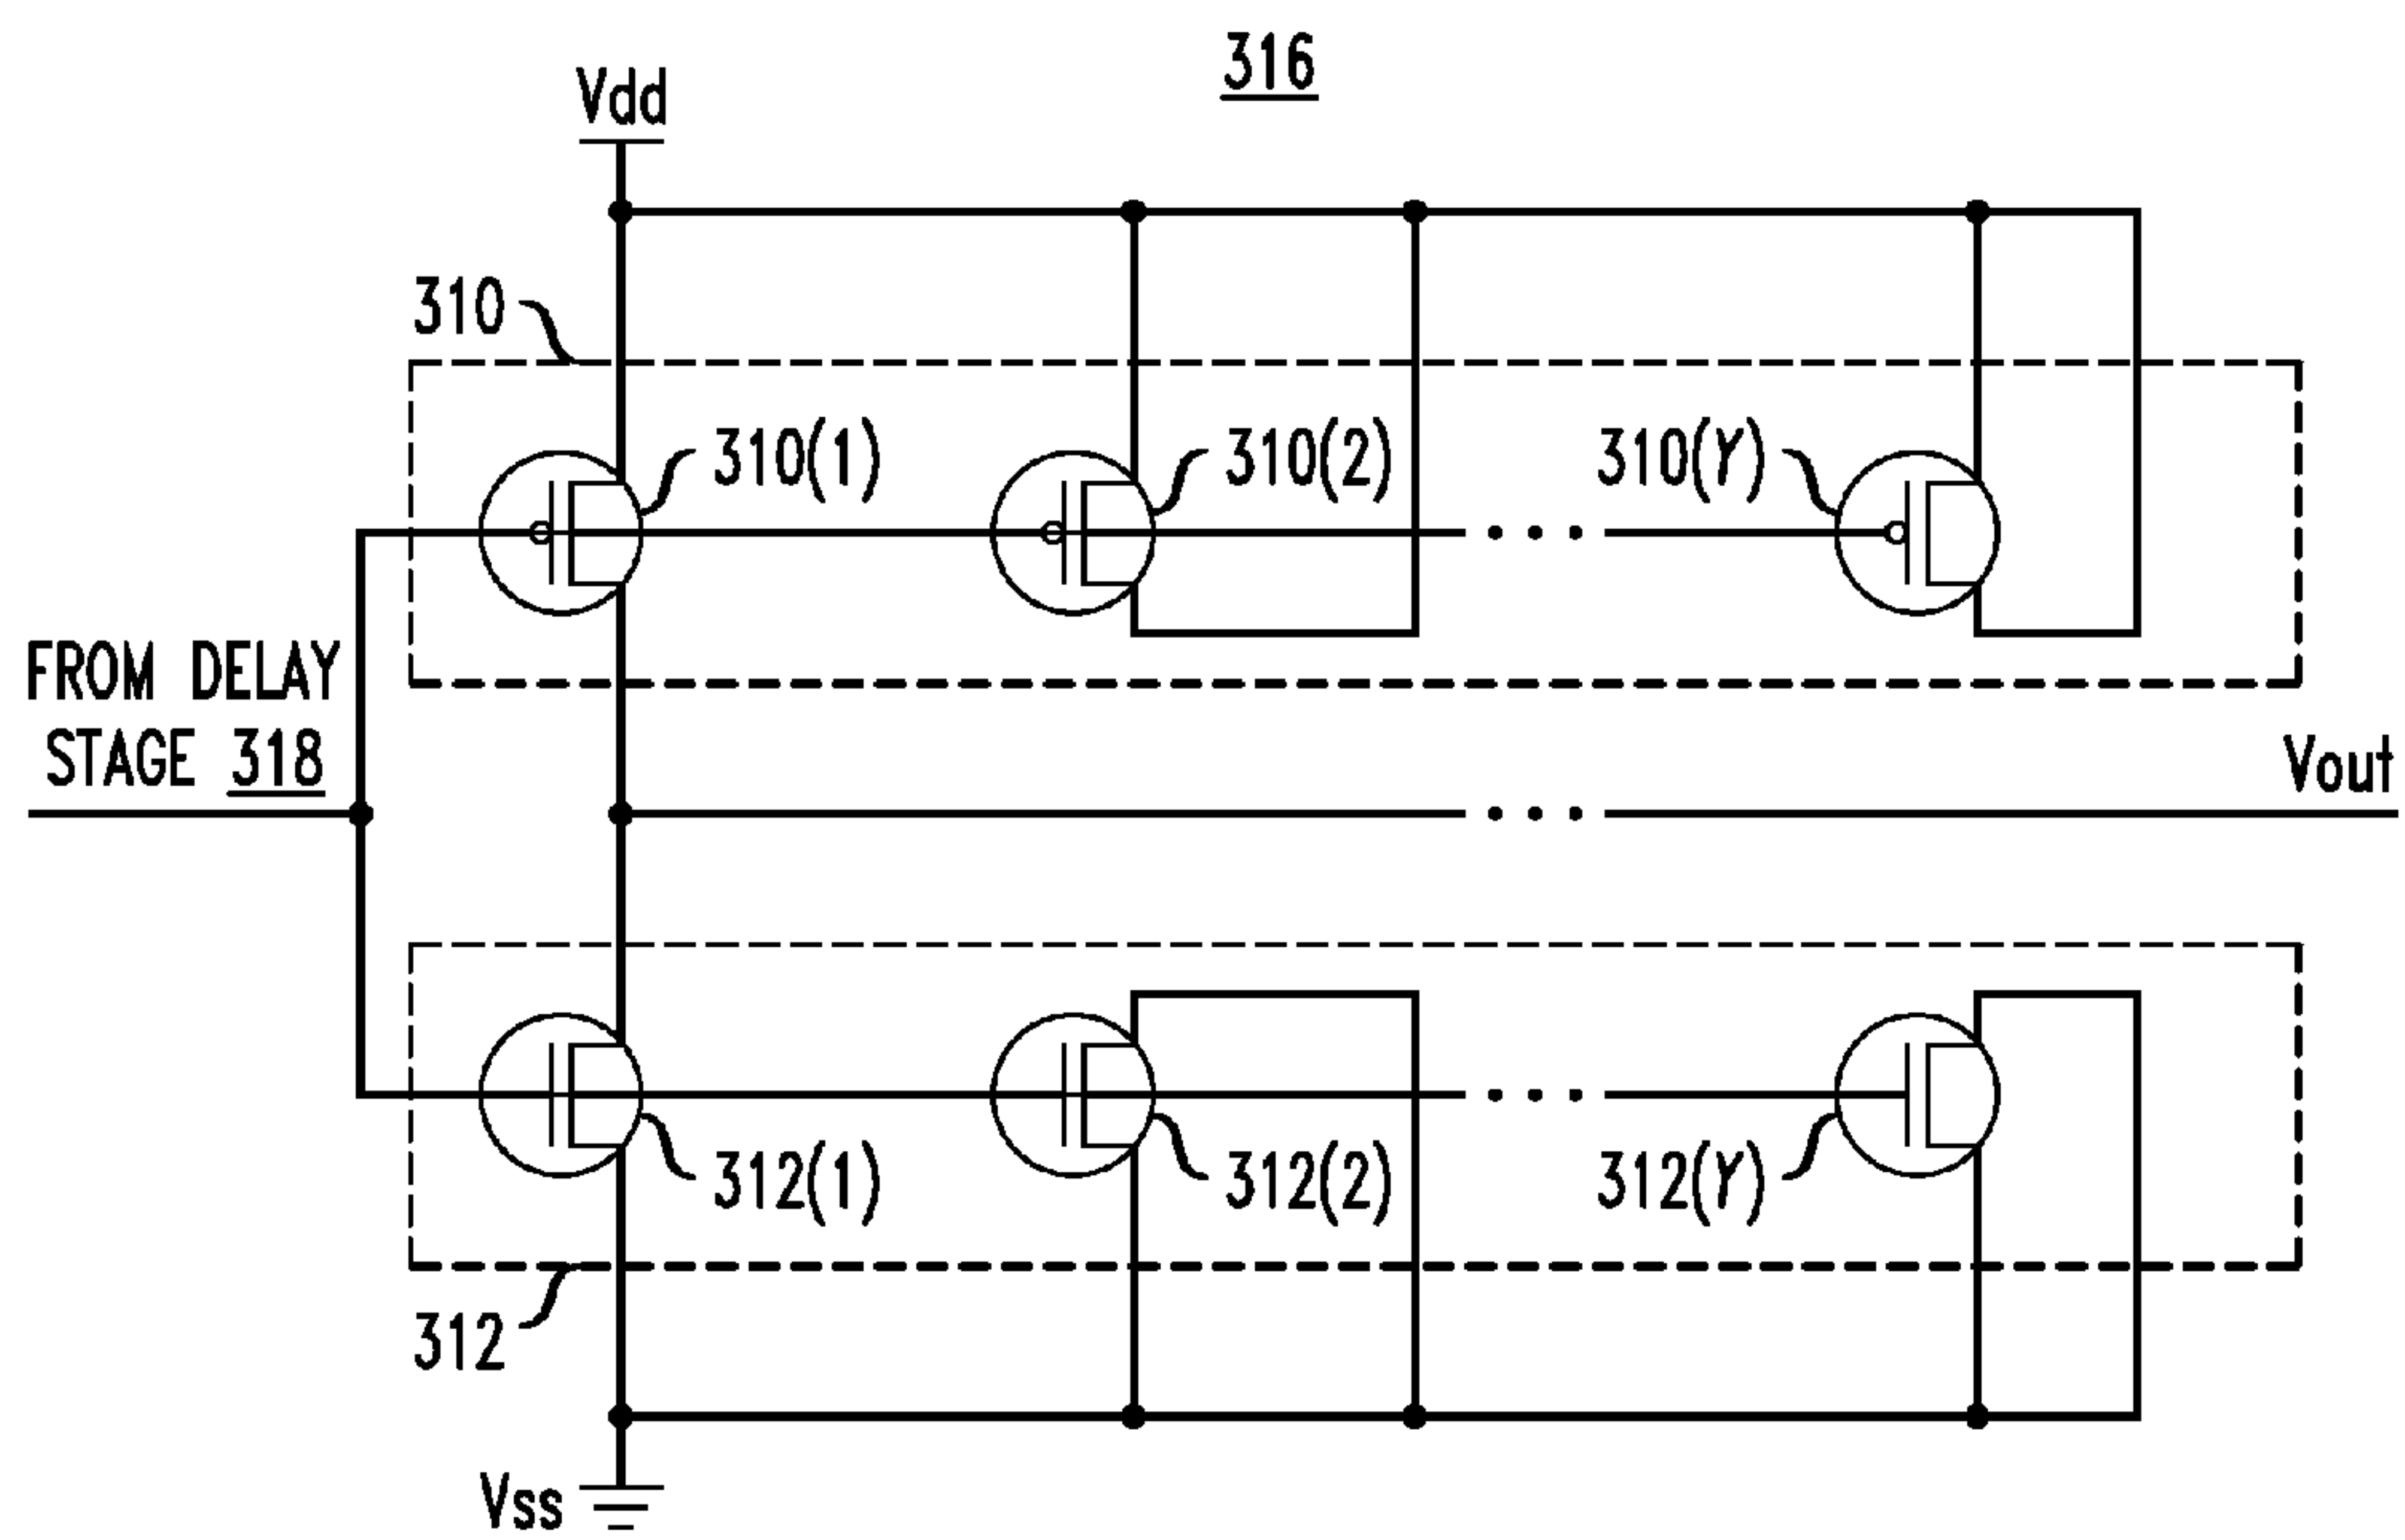 316
Vdd
310
310(1)
310(2)
310(Y)
FROM DELAY
STAGE 318
Vout
312(1)
312(2)
312(Y)
312
Vss